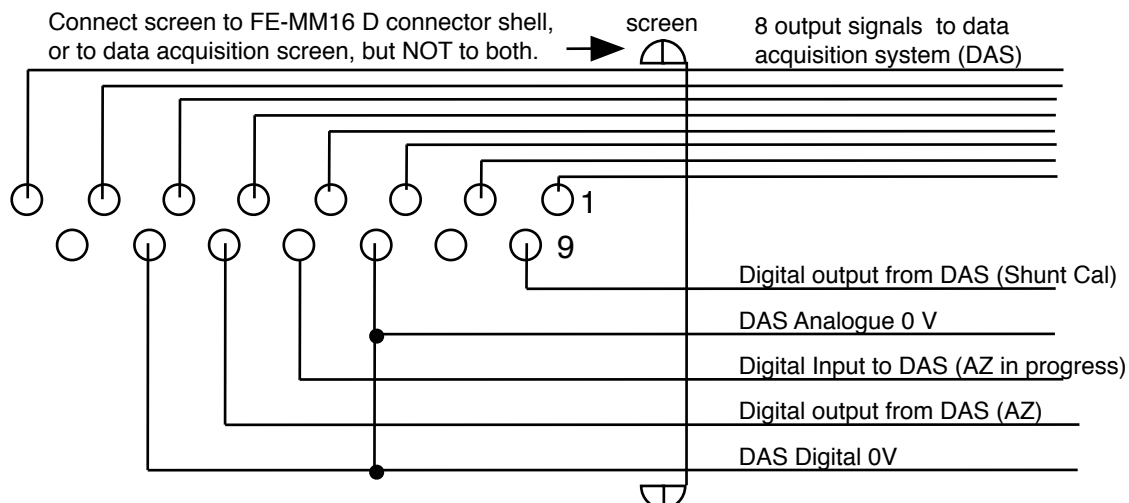 Connect screen to FE-MM16 D connector shell,
or to data acquisition screen, but NOT to both.
screen
8 output signals to data
acquisition system (DAS)
1
9
Digital output from DAS (Shunt Cal)
DAS Analogue 0 V
Digital Input to DAS (AZ in progress)
Digital output from DAS (AZ)
DAS Digital 0V